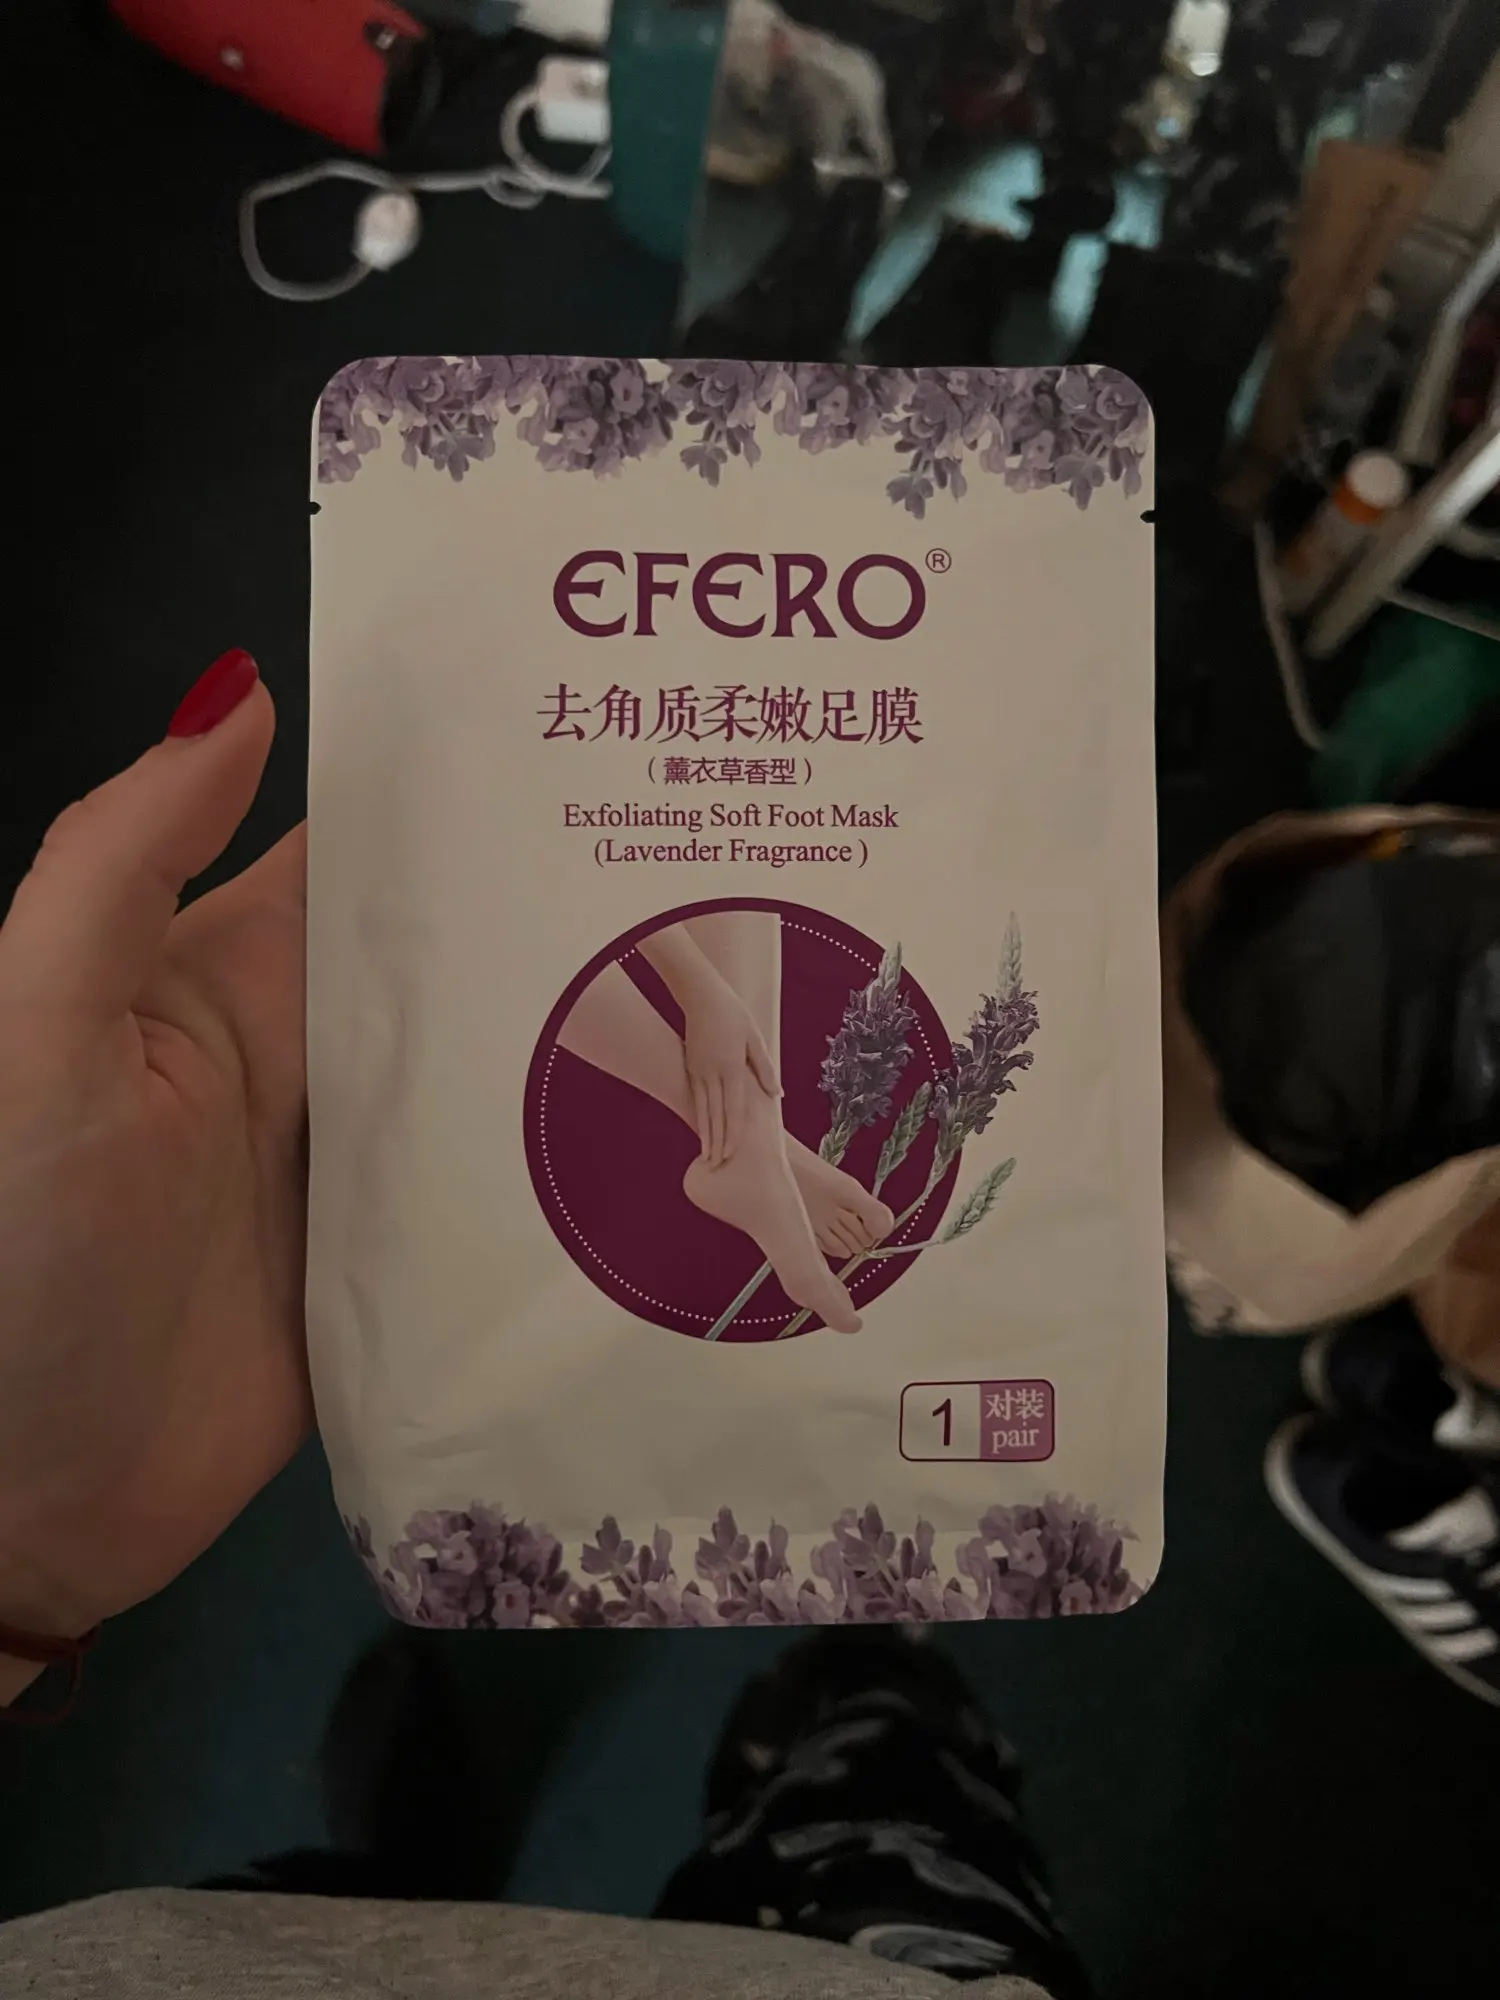 EFERO®
去角质柔嫩足膜
（薰衣草香型）
Exfoliating Soft Foot Mask
(Lavender Fragrance )
1 对装
pair